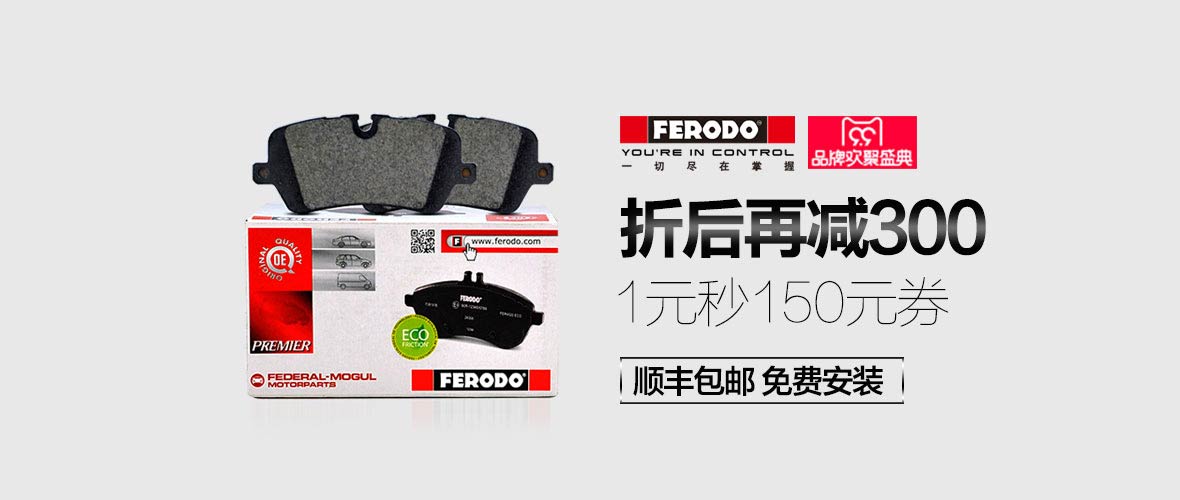 FERODO
YOU'RE IN CONTROL
一切尽在掌握
品牌欢聚盛典
折后再减300
1元秒150元券
顺丰包邮 免费安装
ORIGINAL QUALITY
OE
PREMIER
F www.ferodo.com
FERODO
ECO
FRICTION
FEDERAL-MOGUL
MOTORPARTS
FERODO